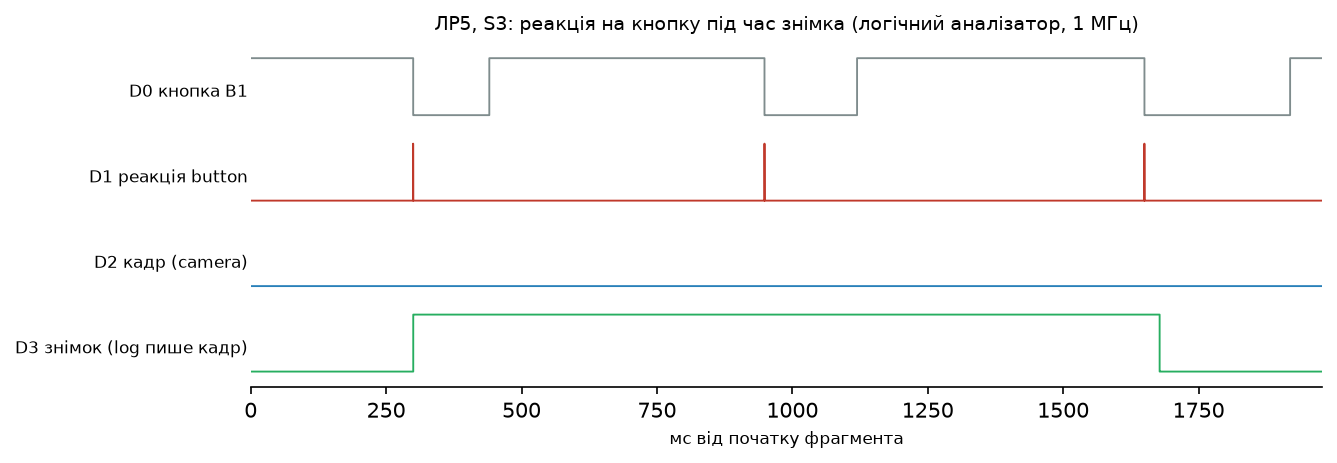 ЛР5, S3: реакція на кнопку під час знімка (логічний аналізатор, 1 МГц)
D0 кнопка B1
D1 реакція button
D2 кадр (camera)
D3 знімок (log пише кадр)
0 250 500 750 1000 1250 1500 1750
мс від початку фрагмента